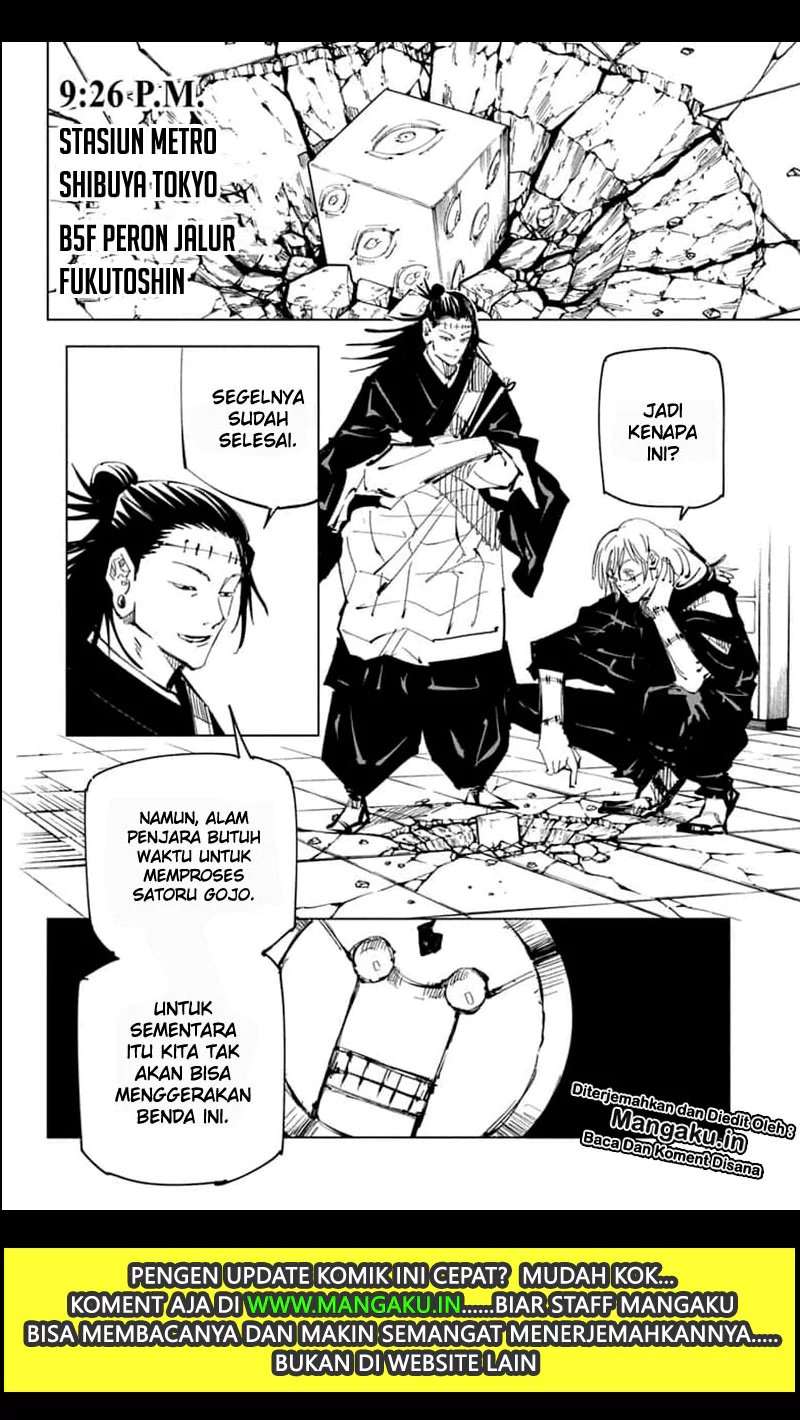 9:26 P.M.
STASIUN METRO
SHIBUYA TOKYO
B5F PERON JALUR
FUKUTOSHIN
JADI
KENAPA
INI?
SEGELNYA
SUDAH
SELESAI.
NAMUN, ALAM
PENJARA BUTUH
WAKTU UNTUK
MEMPROSES
SATORU GOJO.
UNTUK
SEMENTARA
ITU KITA TAK
AKAN BISA
MENGGERAKAN
BENDA INI.
Diterjemahkan dan Diedit Oleh :
Mangaku.in
Baca Dan Koment Disana
PENGEN UPDATE KOMIK INI CEPAT? MUDAH KOK...
KOMENT AJA DI WWW.MANGAKU.IN......BIAR STAFF MANGAKU
BISA MEMBACANYA DAN MAKIN SEMANGAT MENERJEMAHKANNYA.....
BUKAN DI WEBSITE LAIN